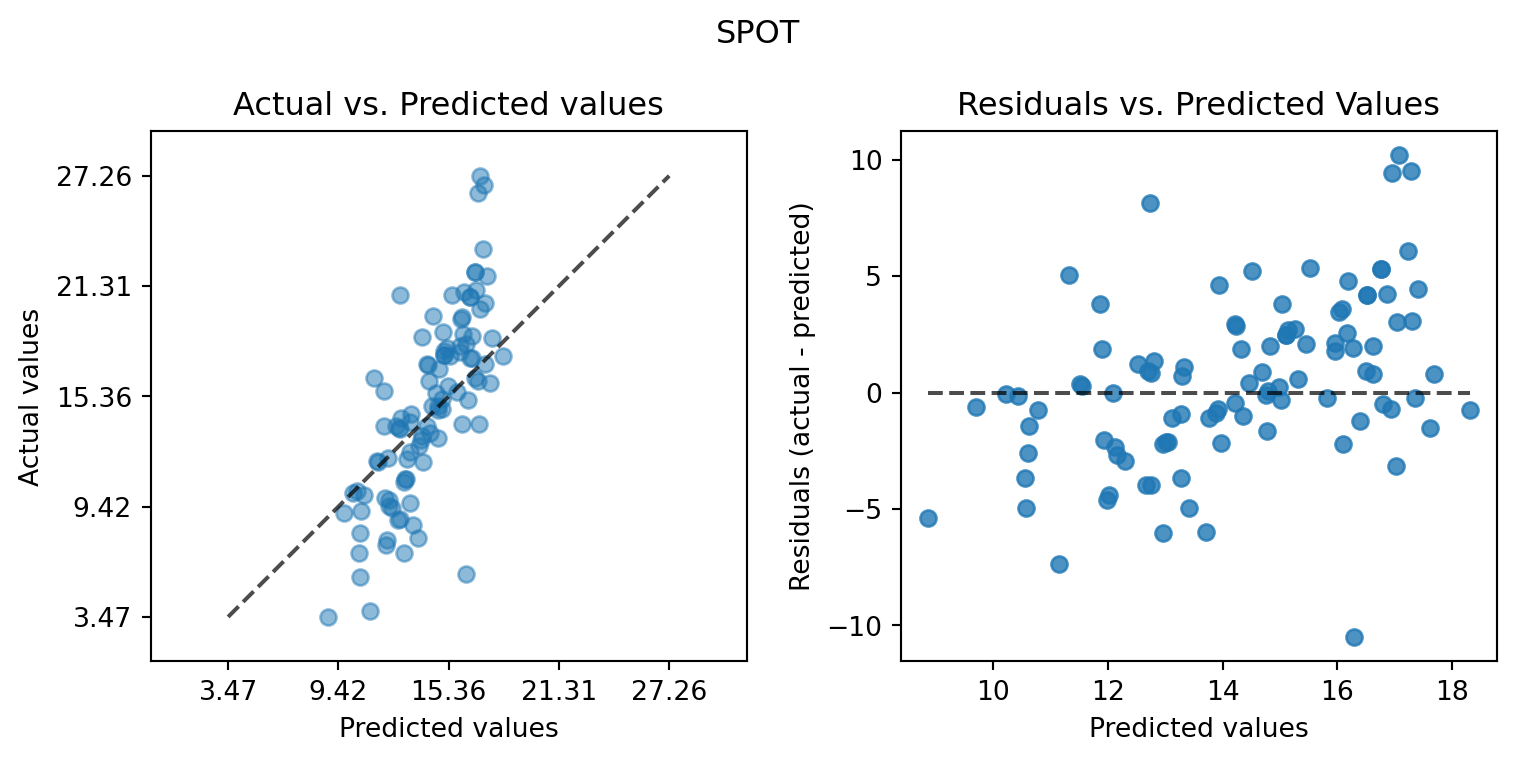 SPOT
Actual vs. Predicted values
Actual values
27.26
21.31
15.36
9.42
3.47
3.47 9.42 15.36 21.31 27.26
Predicted values
Residuals vs. Predicted Values
Residuals (actual - predicted)
10
5
0
−5
−10
10 12 14 16 18
Predicted values